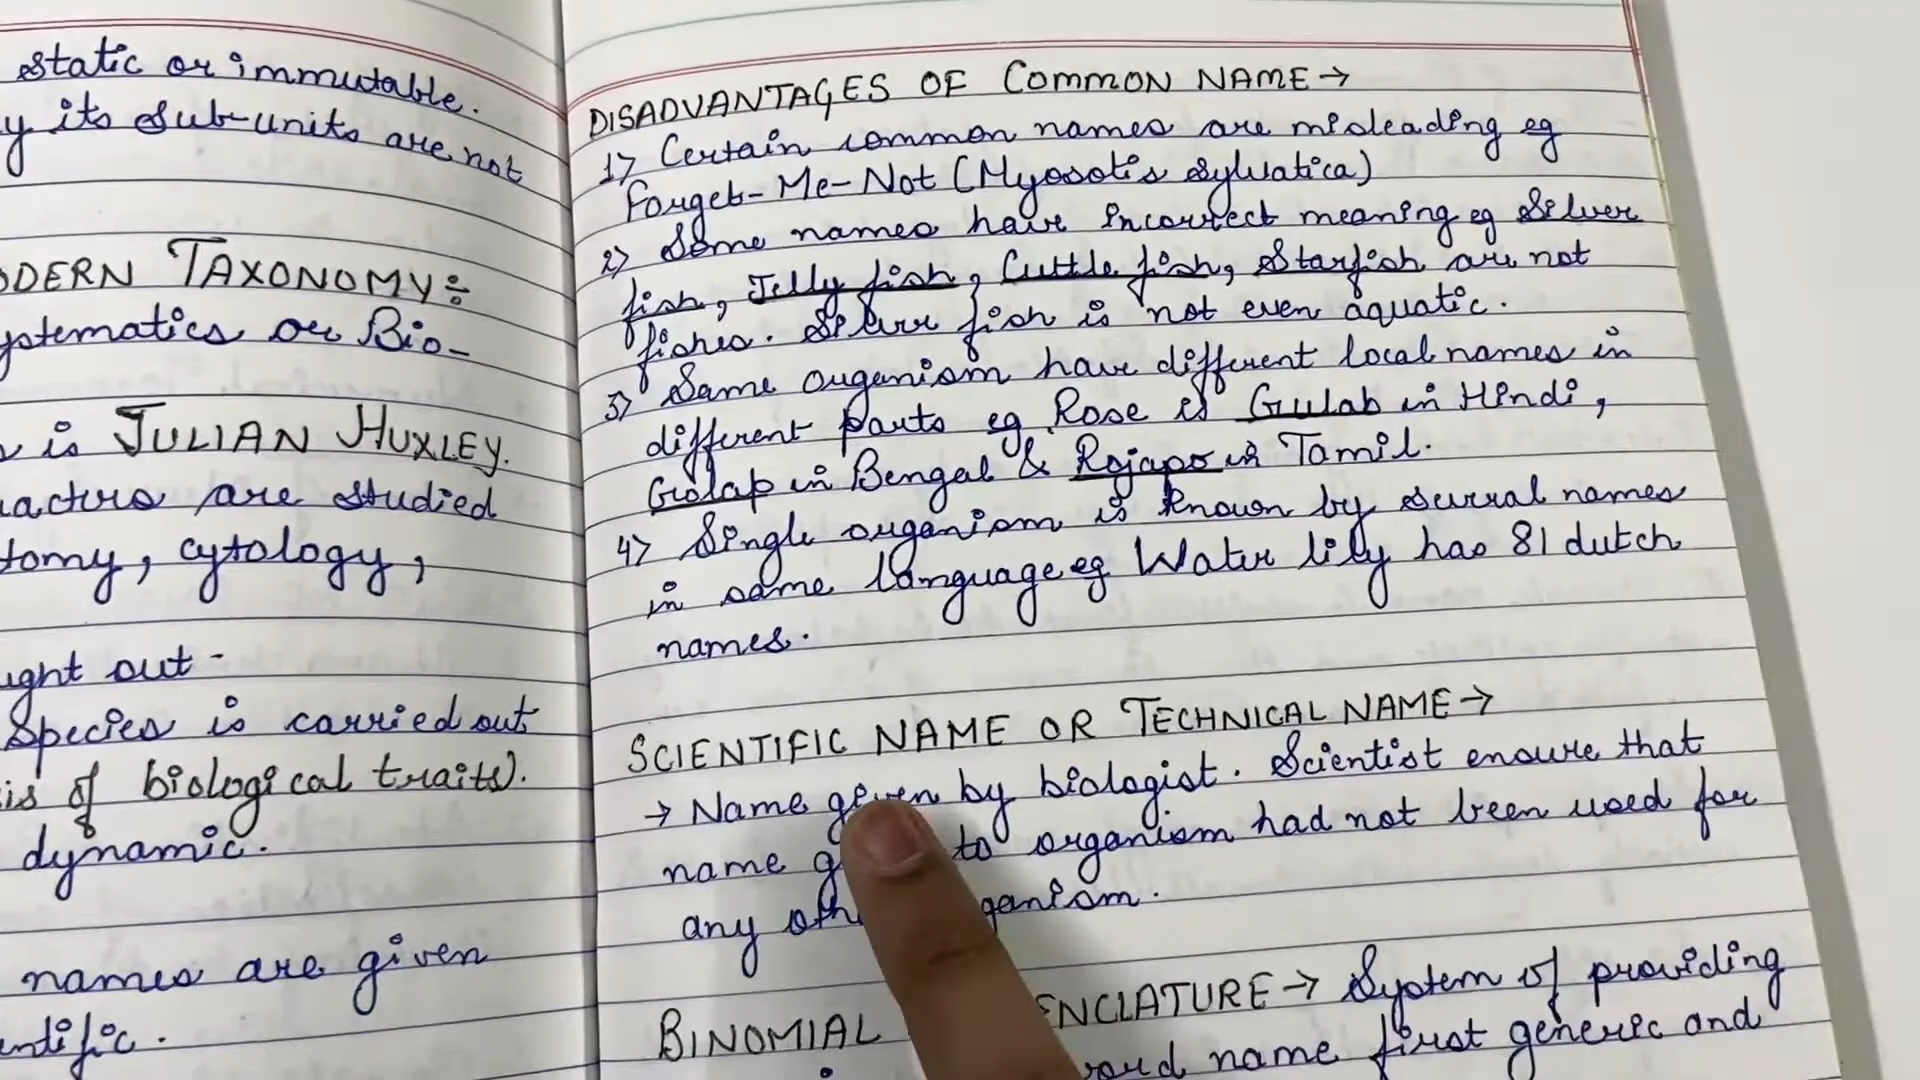 static or immutable.
y its sub-units are not
ODERN TAXONOMY:
ystematics or Bio-
is JULIAN HUXLEY.
acters are studied
tomy, cytology,
ught out -
Species is carried out
is of biological traits).
dynamic.
names are given
entific.
DISADVANTAGES OF COMMON NAME →
1) Certain common names are misleading eg
Forget-Me-Not (Myosotis sylvatica)
2) Some names have incorrect meaning eg Silver
fish, Jelly fish, Cuttle fish, Starfish are not
fishes. Silver fish is not even aquatic.
3) Same organism have different local names in
different parts eg Rose is Gulab in Hindi,
Golap in Bengal & Rojapo in Tamil.
4) Single organism is known by several names
in same language eg Water lily has 81 dutch
names.
SCIENTIFIC NAME OR TECHNICAL NAME →
→ Name given by biologist. Scientist ensure that
name g to organism had not been used for
any oth ganism.
BINOMIAL ENCLATURE → System of providing
name first generic and